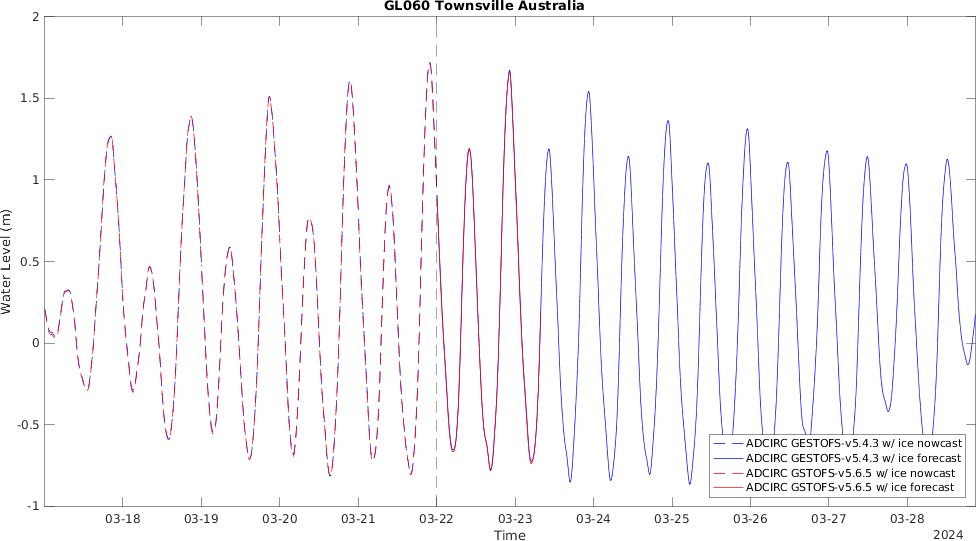 GL060 Townsville Australia
2
1.5
1
0.5
0
-0.5
-1
Water Level (m)
03-18 03-19 03-20 03-21 03-22 03-23 03-24 03-25 03-26 03-27 03-28
Time
2024
ADCIRC GESTOFS-v5.4.3 w/ ice nowcast
ADCIRC GESTOFS-v5.4.3 w/ ice forecast
ADCIRC GSTOFS-v5.6.5 w/ ice nowcast
ADCIRC GSTOFS-v5.6.5 w/ ice forecast